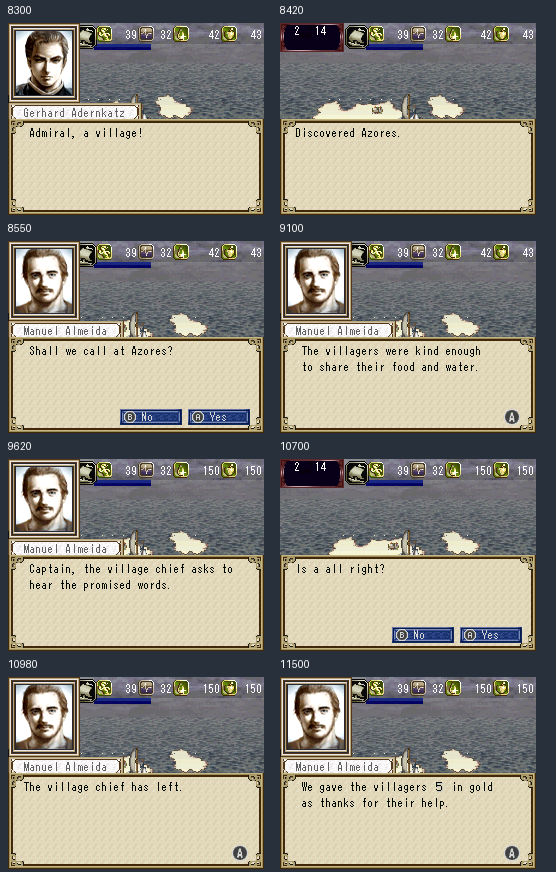 8300
39 32 42 43
Gerhard Adernkatz
Admiral, a village!
8420
2 14
39 32 42 43
Discovered Azores.
8550
39 32 42 43
Manuel Almeida
Shall we call at Azores?
B No A Yes
9100
39 32 42 43
Manuel Almeida
The villagers were kind enough
to share their food and water.
A
9620
39 32 150 150
Manuel Almeida
Captain, the village chief asks to
hear the promised words.
10700
2 14
39 32 150 150
Is a all right?
B No A Yes
10980
39 32 150 150
Manuel Almeida
The village chief has left.
A
11500
39 32 150 150
Manuel Almeida
We gave the villagers 5 in gold
as thanks for their help.
A